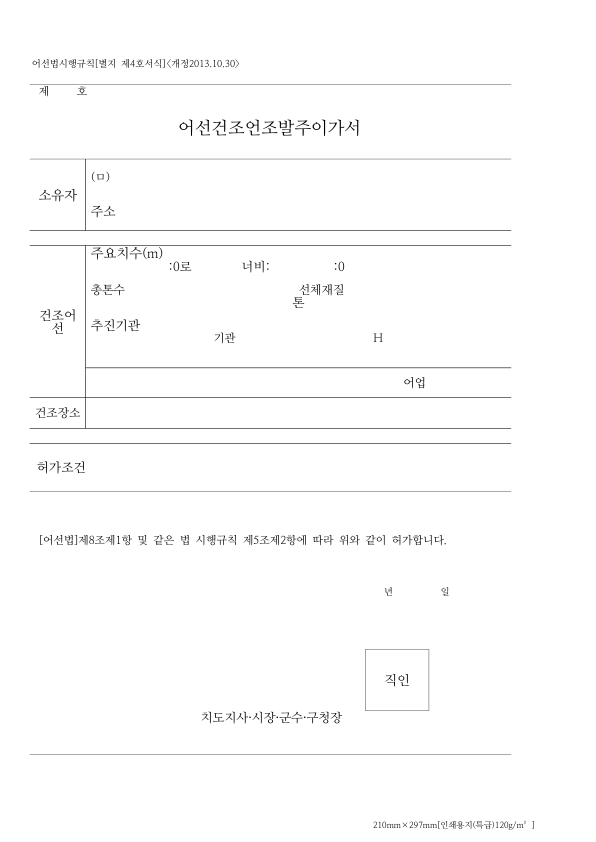 어선법시행규칙[별지 제4호서식]<개정2013.10.30>
제 호
어선건조언조발주이가서
소유자
(ㅁ)
주소
건조어선
주요치수(m)
:0로 너비: :0
총톤수 선체재질
톤
추진기관
기관 H
어업
건조장소
허가조건
[어선법]제8조제1항 및 같은 법 시행규칙 제5조제2항에 따라 위와 같이 허가합니다.
년 일
직인
치도지사·시장·군수·구청장
210mm×297mm[인쇄용지(특급)120g/m² ]